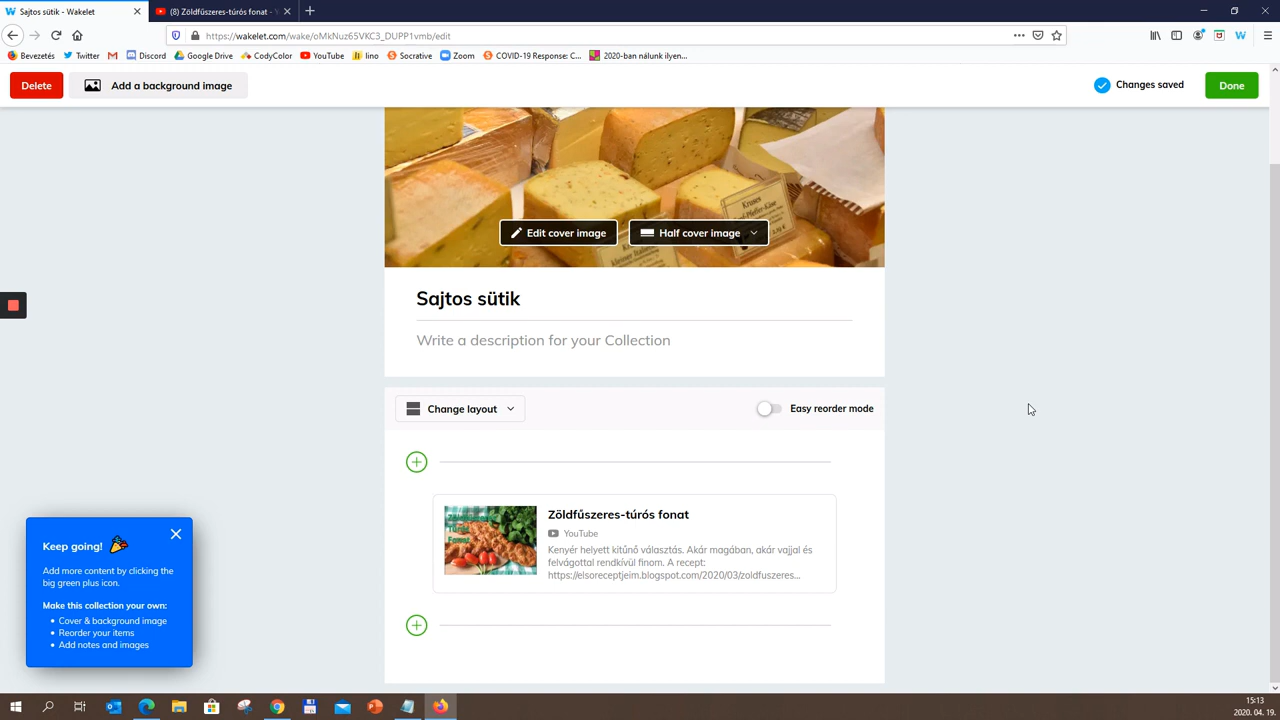 Sajtos sütik - Wakelet
(8) Zöldfűszeres-túrós fonat - Y
https://wakelet.com/wake/oMkNuz65VKC3_DUPP1vmb/edit
Bevezetés
Twitter
Discord
Google Drive
CodyColor
YouTube
lino
Socrative
Zoom
COVID-19 Response: C...
2020-ban nálunk ilyen...
Delete
Add a background image
Changes saved
Done
Edit cover image
Half cover image
Sajtos sütik
Write a description for your Collection
Change layout
Easy reorder mode
Zöldfűszeres-túrós fonat
YouTube
Kenyér helyett kitűnő választás. Akár magában, akár vajjal és
felvágottal rendkívül finom. A recept:
https://elsoreceptjeim.blogspot.com/2020/03/zoldfuszeres...
Keep going!
Add more content by clicking the
big green plus icon.
Make this collection your own:
• Cover & background image
• Reorder your items
• Add notes and images
15:13
2020. 04. 19.